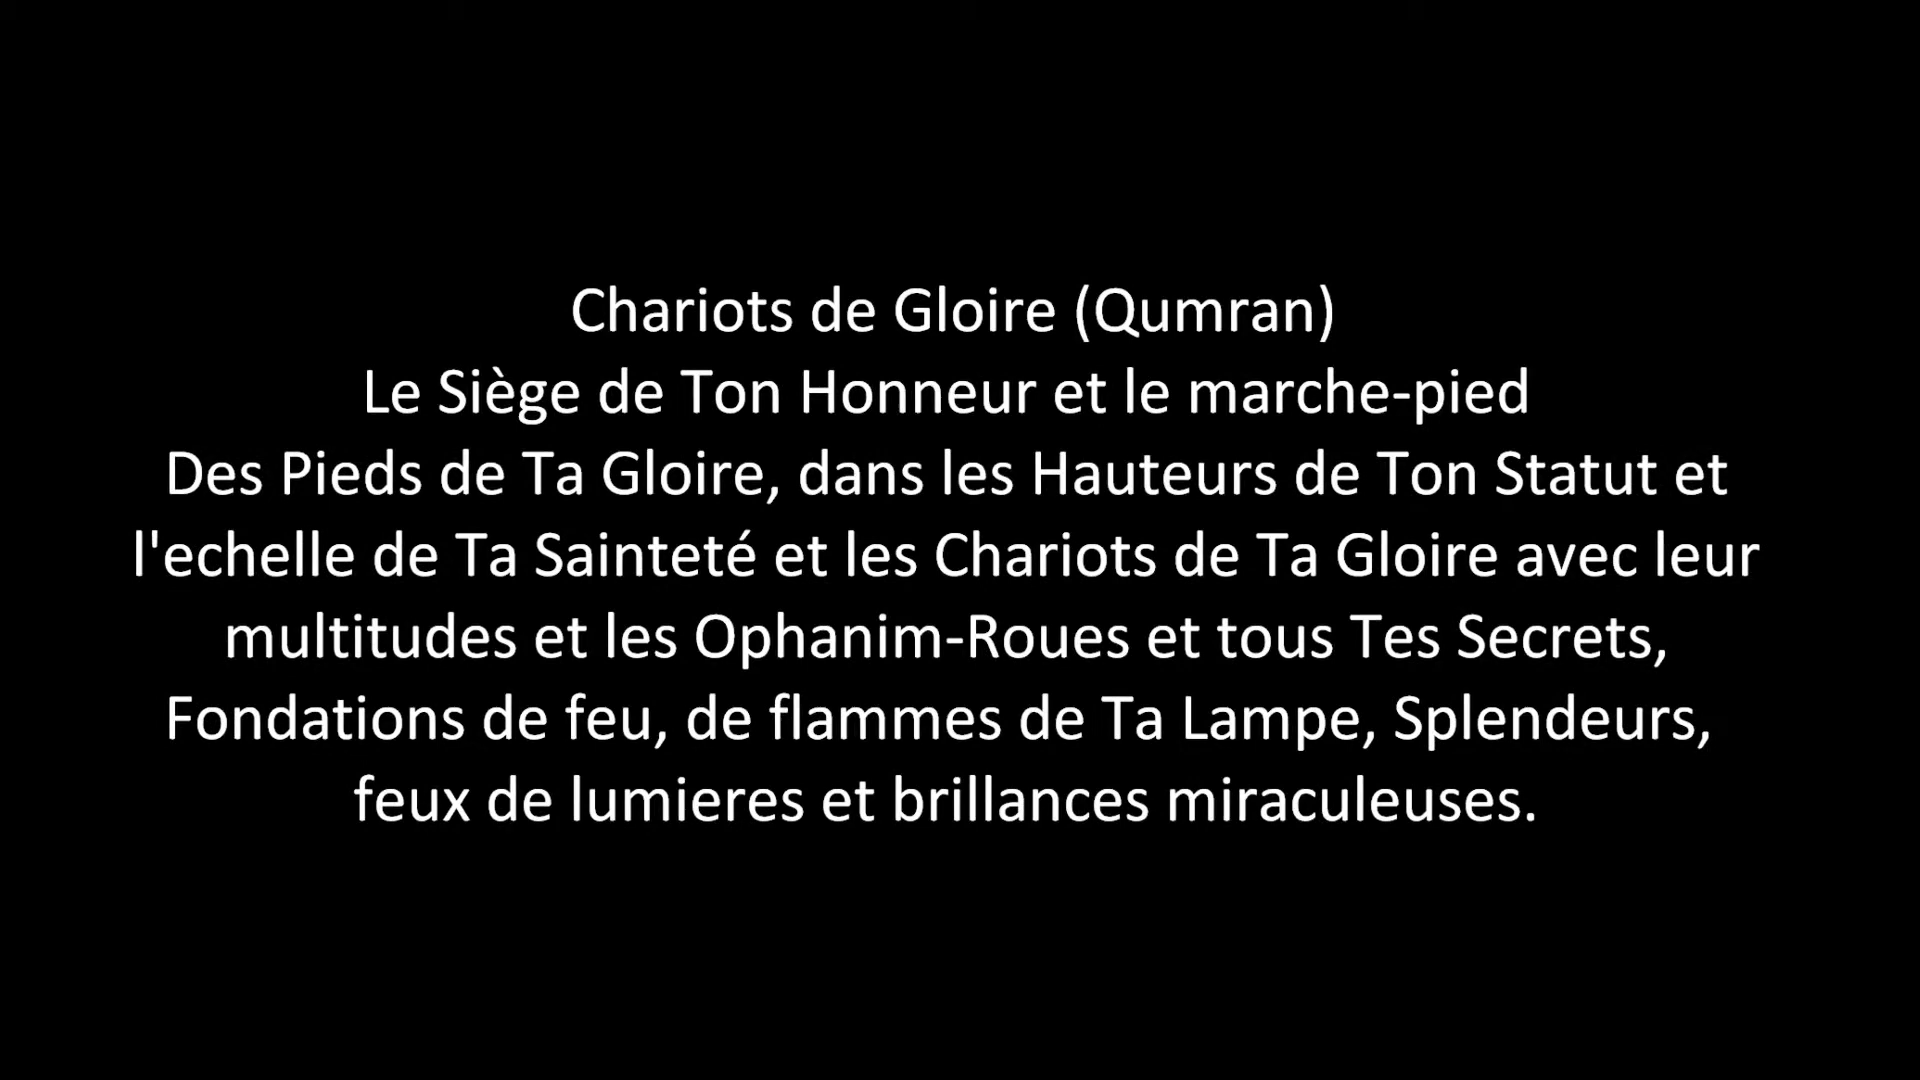 Chariots de Gloire (Qumran)
Le Siège de Ton Honneur et le marche-pied
Des Pieds de Ta Gloire, dans les Hauteurs de Ton Statut et
l'echelle de Ta Sainteté et les Chariots de Ta Gloire avec leur
multitudes et les Ophanim-Roues et tous Tes Secrets,
Fondations de feu, de flammes de Ta Lampe, Splendeurs,
feux de lumieres et brillances miraculeuses.